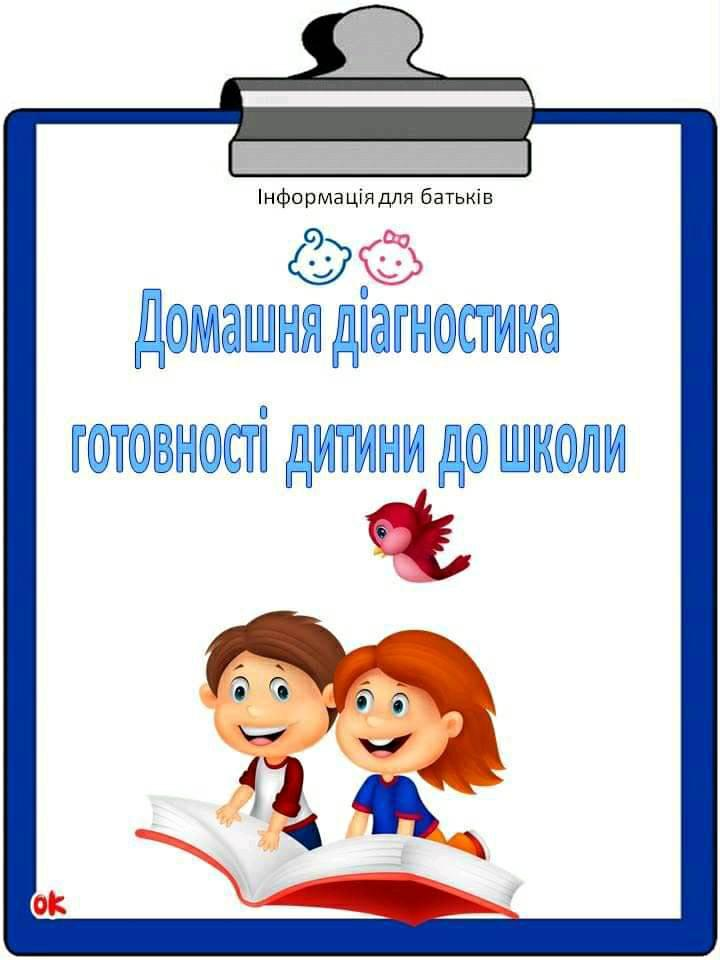 Інформація для батьків
Домашня діагностика
готовності дитини до школи
ok